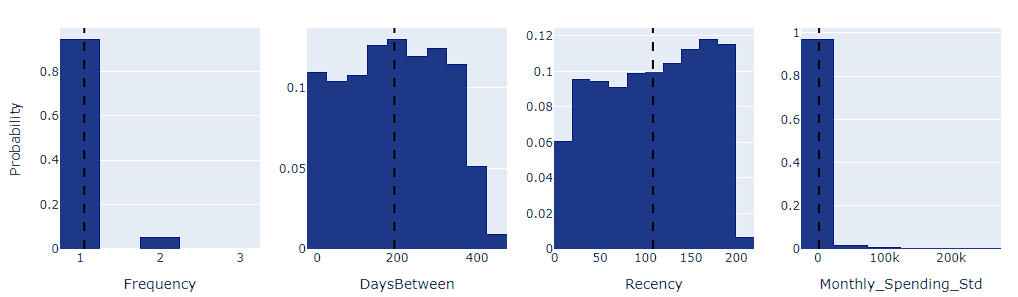 Probability
0 0.2 0.4 0.6 0.8
1 2 3
Frequency
0 0.05 0.1
0 200 400
DaysBetween
0 0.02 0.04 0.06 0.08 0.1 0.12
0 50 100 150 200
Recency
0 0.2 0.4 0.6 0.8 1
0 100k 200k
Monthly_Spending_Std